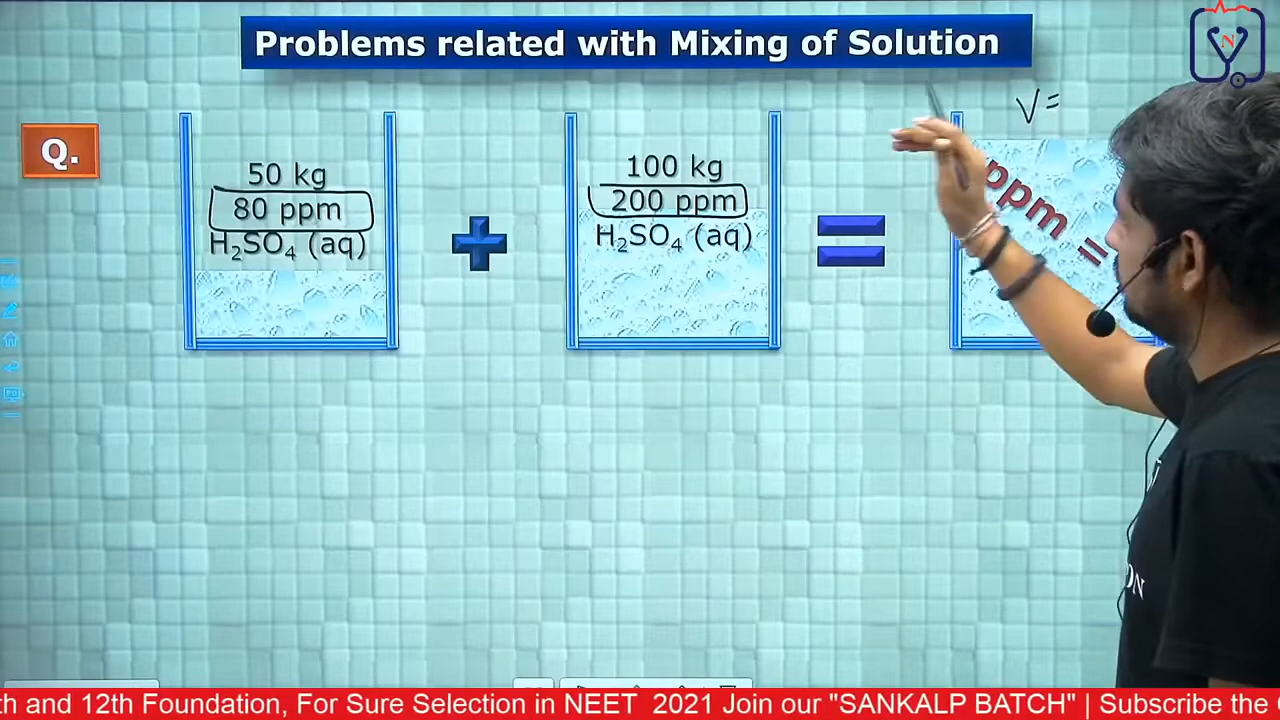 Problems related with Mixing of Solution
Q.
50 kg
80 ppm
H₂SO₄ (aq)
100 kg
200 ppm
H₂SO₄ (aq)
V =
ppm =
N
ON
th and 12th Foundation, For Sure Selection in NEET 2021 Join our "SANKALP BATCH" | Subscribe the